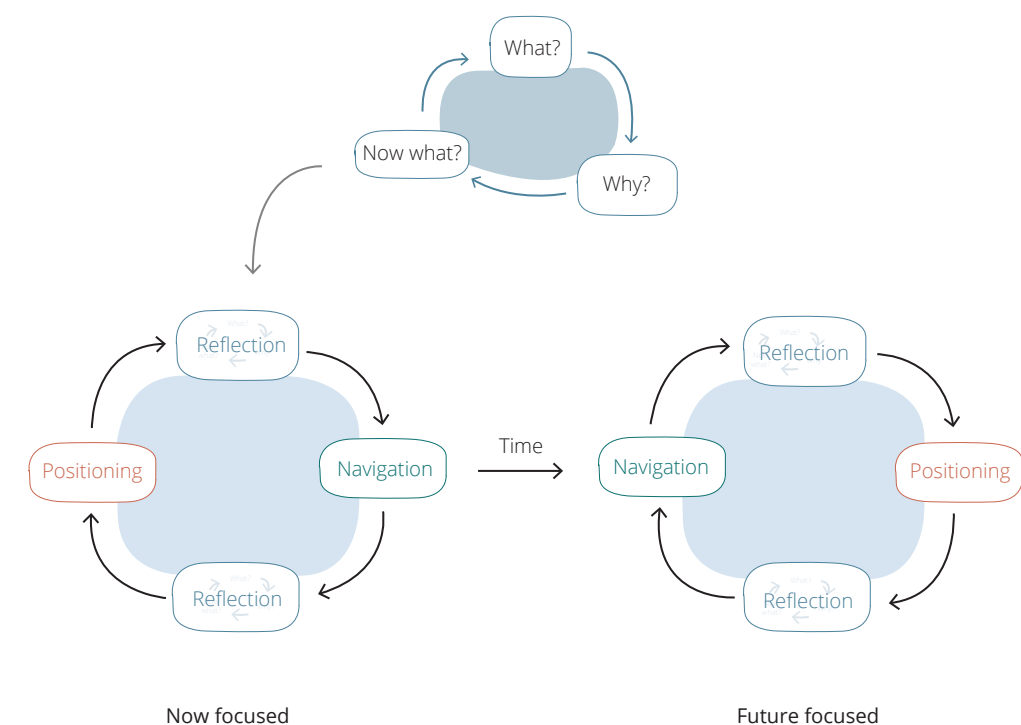 What?
Now what?
Why?
Reflection
Reflection
Positioning
Navigation
Time
Navigation
Positioning
Reflection
Reflection
Now focused
Future focused